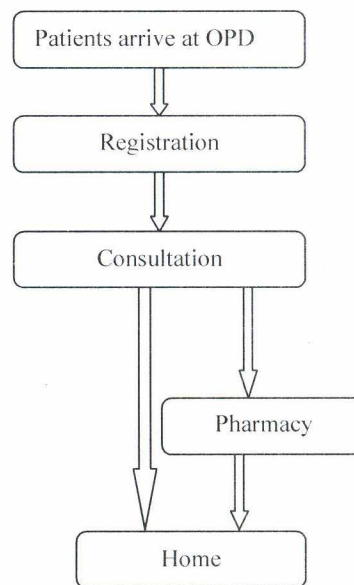 Patients arrive at OPD
Registration
Consultation
Pharmacy
Home